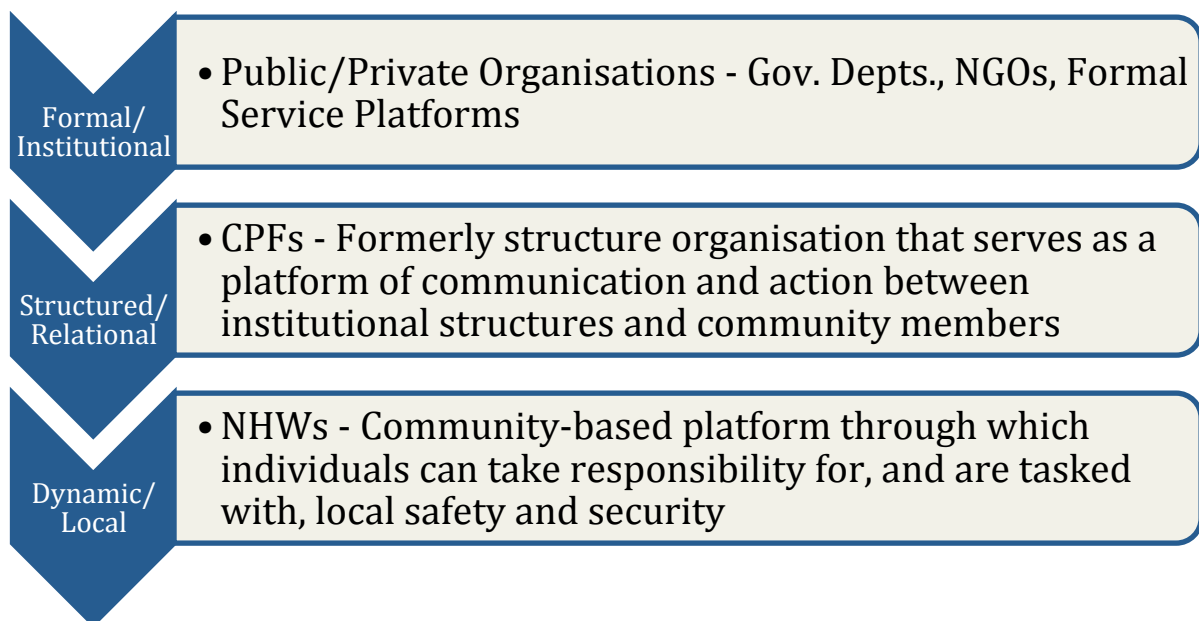 Formal/
Institutional
• Public/Private Organisations - Gov. Depts., NGOs, Formal
Service Platforms
Structured/
Relational
• CPFs - Formerly structure organisation that serves as a
platform of communication and action between
institutional structures and community members
Dynamic/
Local
• NHWs - Community-based platform through which
individuals can take responsibility for, and are tasked
with, local safety and security